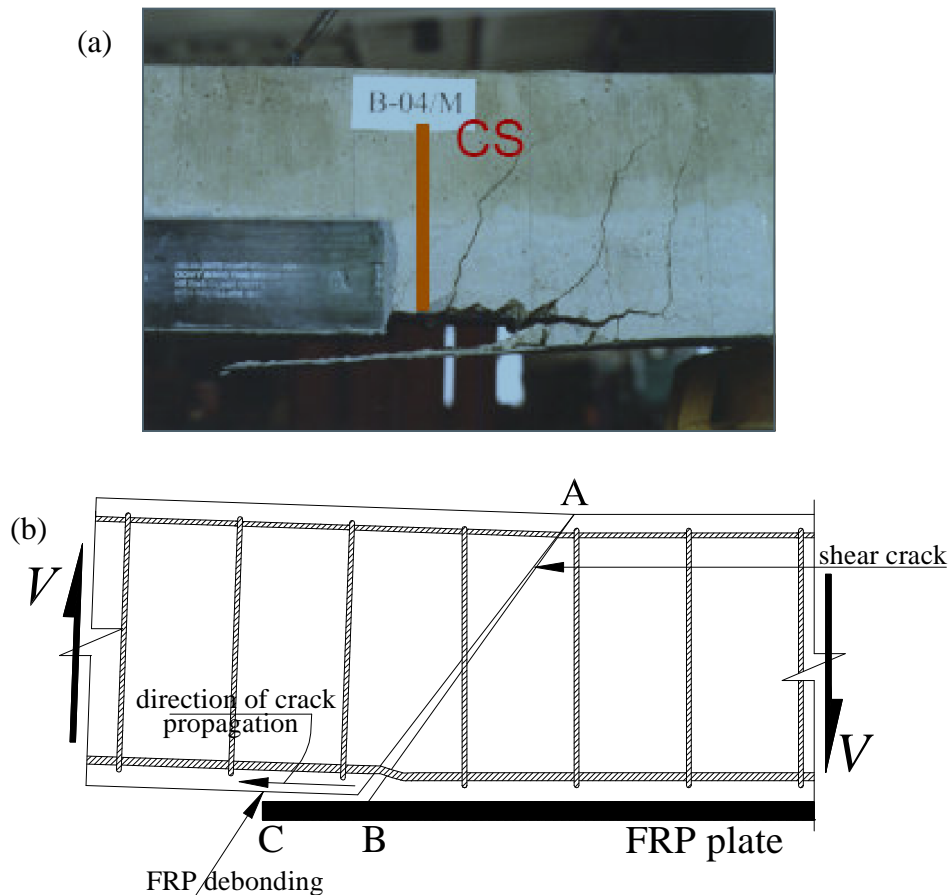 (a)
B-04/M
CS
A
(b)
shear crack
V
direction of crack
propagation
V
C
B
FRP plate
FRP debonding